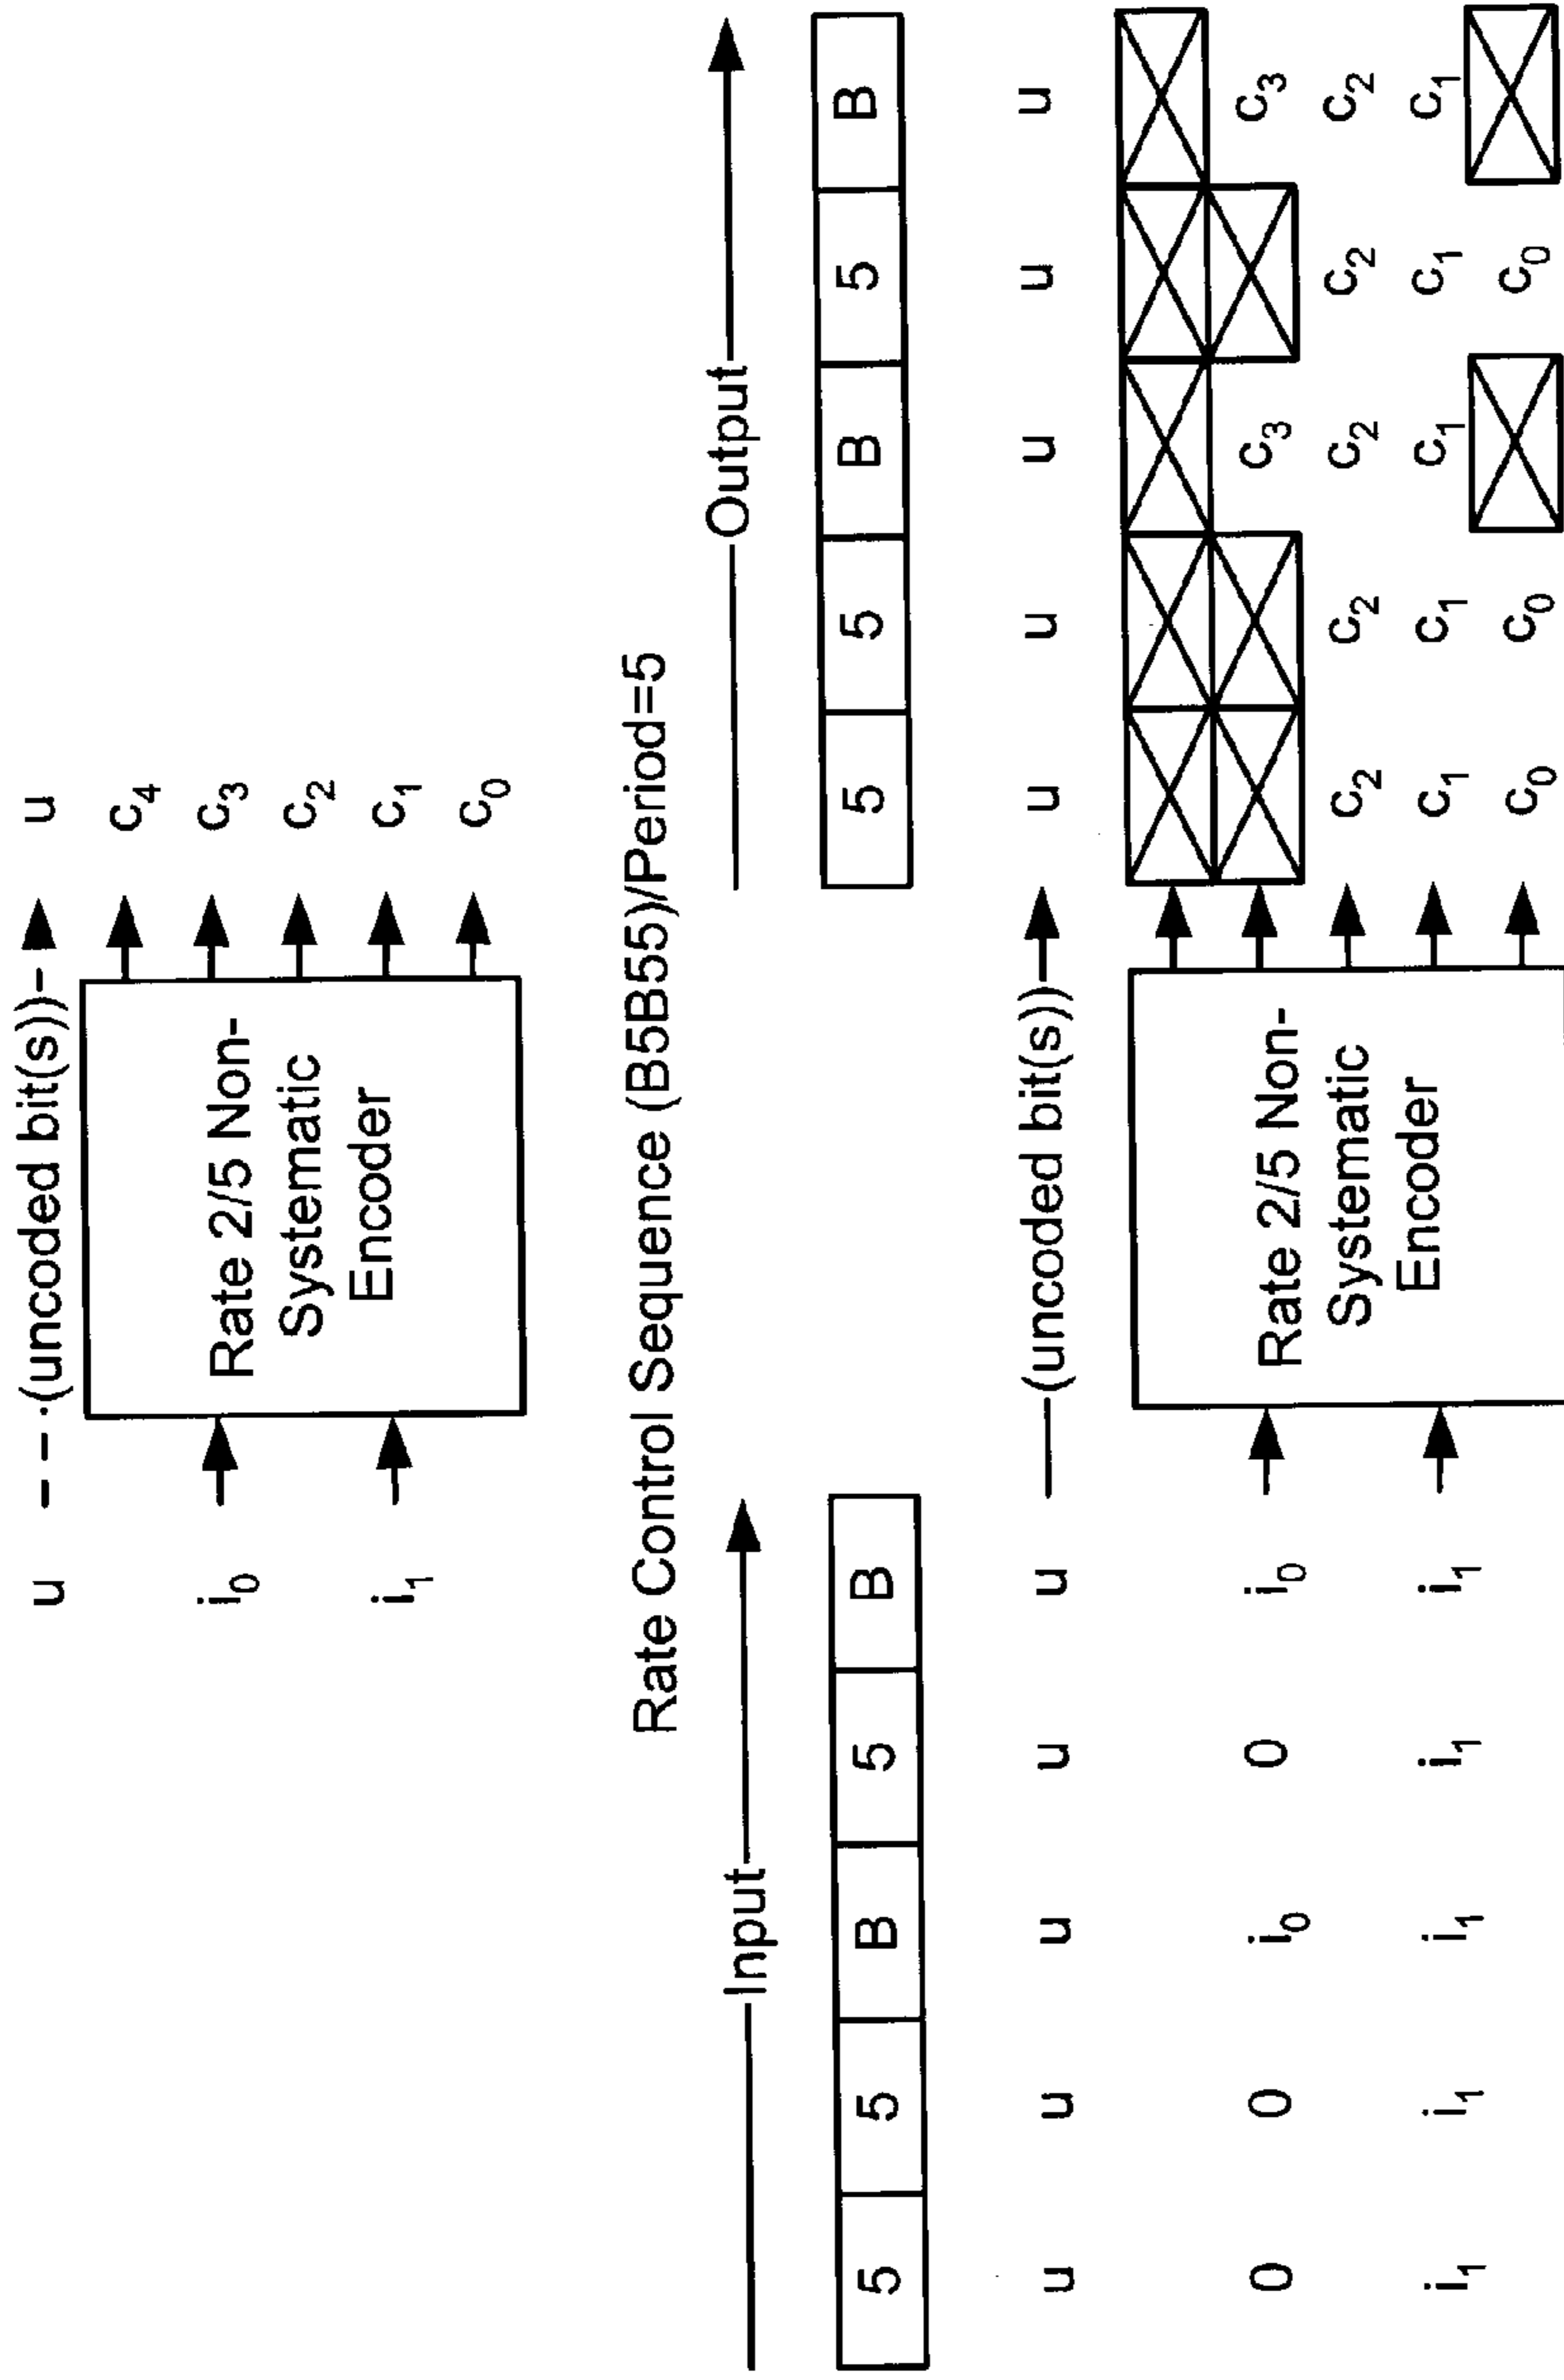 u (uncoded bit(s)) u
c4
i0 Rate 2/5 Non- c3
Systematic c2
i1 Encoder c1
c0
Rate Control Sequence (B5B55)/Period=5
Input Output
5 5 B 5 B 5 5 B 5 B
u u u u u (uncoded bit(s)) u u u u u
0 0 i0 0 i0 Rate 2/5 Non- c3 c3
Systematic c2 c2 c2 c2 c2
i1 i1 i1 i1 i1 Encoder c1 c1 c1 c1 c1
c0 c0 c0